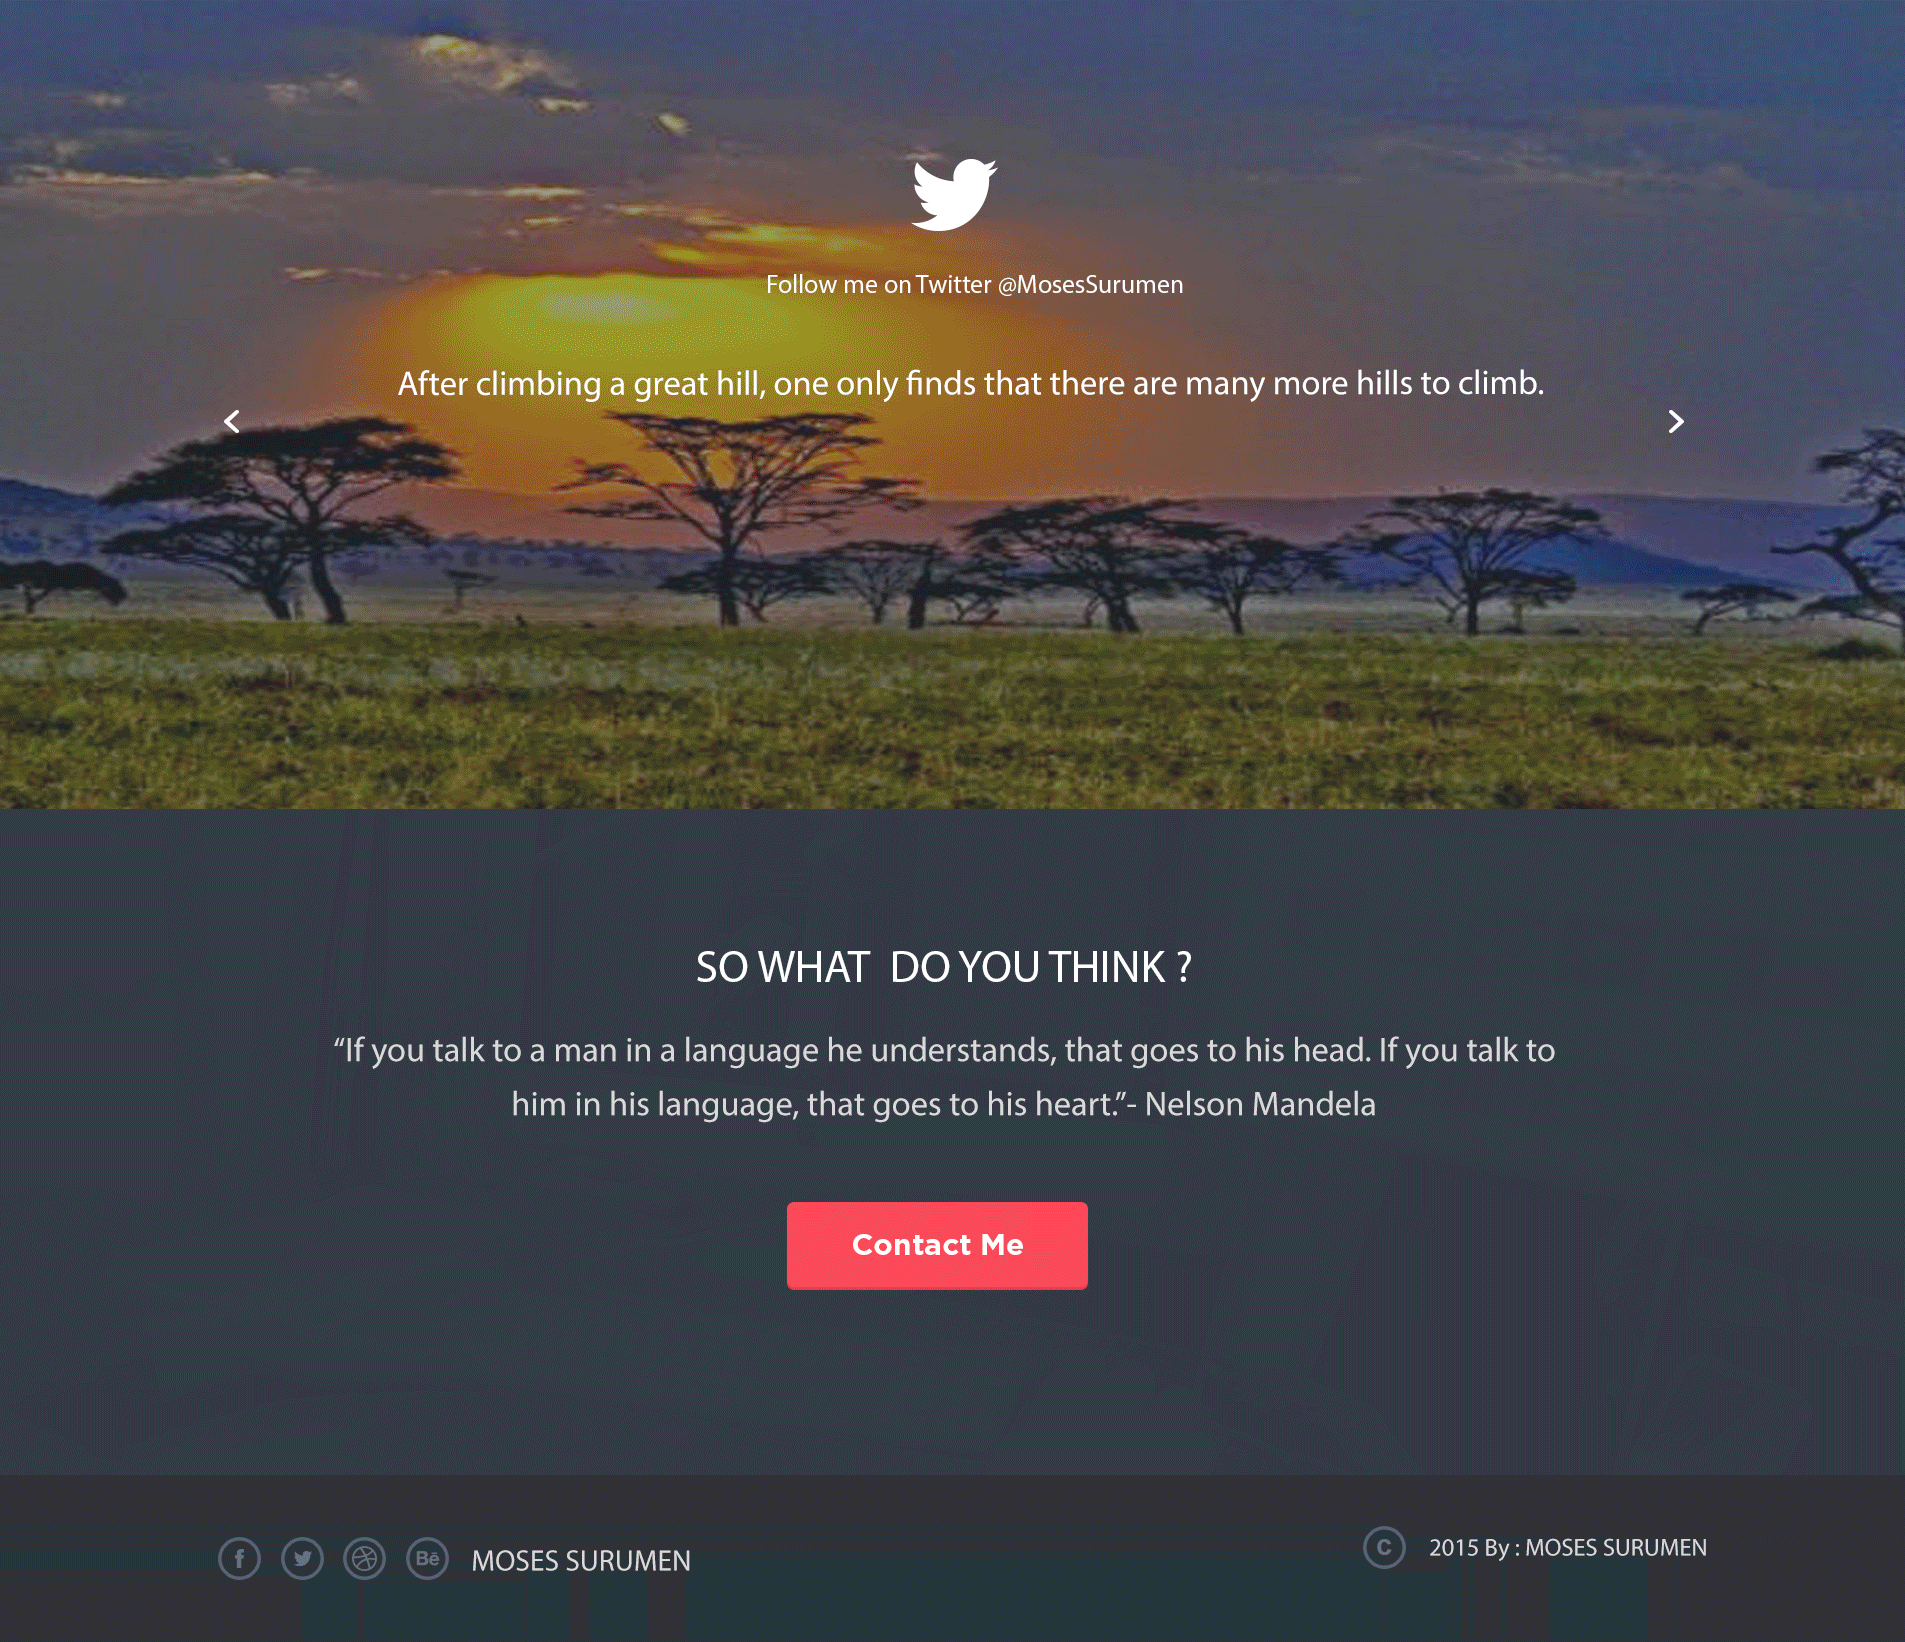 Follow me on Twitter @MosesSurumen
After climbing a great hill, one only finds that there are many more hills to climb.
SO WHAT DO YOU THINK ?
“If you talk to a man in a language he understands, that goes to his head. If you talk to
him in his language, that goes to his heart.”- Nelson Mandela
Contact Me
f
Bē
MOSES SURUMEN
C
2015 By : MOSES SURUMEN